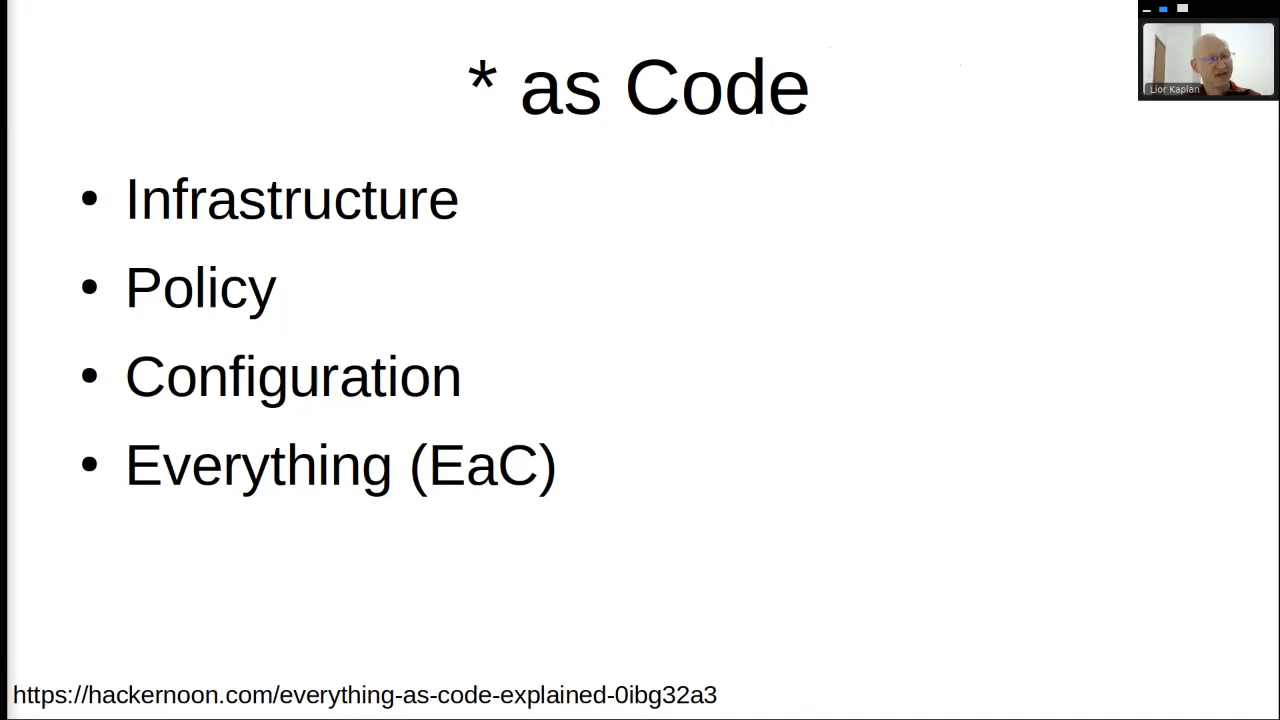 * as Code
Lior Kaplan
• Infrastructure
• Policy
• Configuration
• Everything (EaC)
https://hackernoon.com/everything-as-code-explained-0ibg32a3